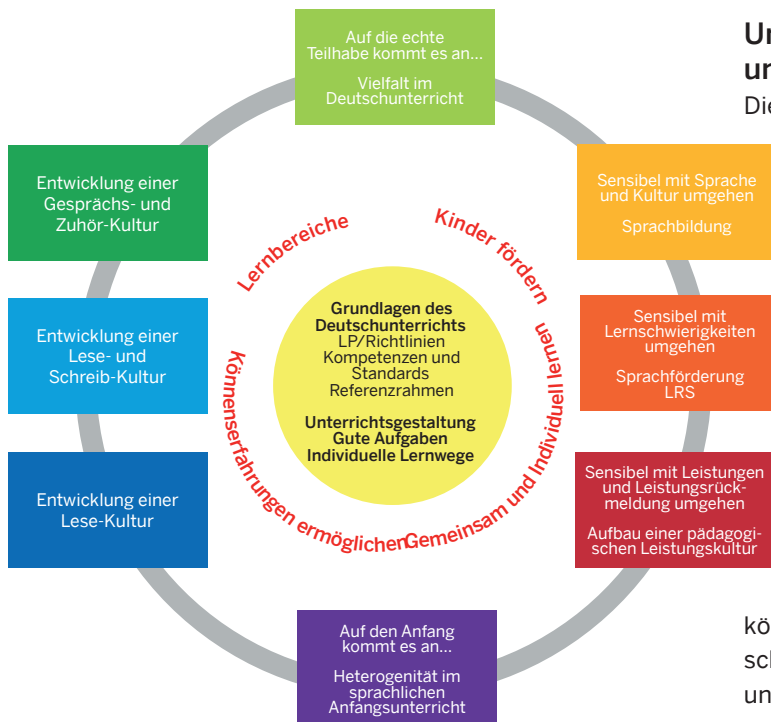 Auf die echte
Teilhabe kommt es an...
Vielfalt im
Deutschunterricht
Entwicklung einer
Gesprächs- und
Zuhör-Kultur
Sensibel mit Sprache
und Kultur umgehen
Sprachbildung
Lernbereiche
Kinder fördern
Entwicklung einer
Lese- und
Schreib-Kultur
Grundlagen des
Deutschunterrichts
LP/Richtlinien
Kompetenzen und
Standards
Referenzrahmen
Unterrichtsgestaltung
Gute Aufgaben
Individuelle Lernwege
Sensibel mit
Lernschwierigkeiten
umgehen
Sprachförderung
LRS
Könnenserfahrungen ermöglichen
Gemeinsam und Individuell lernen
Entwicklung einer
Lese-Kultur
Sensibel mit Leistungen
und Leistungsrück-
meldung umgehen
Aufbau einer pädagogi-
schen Leistungskultur
Auf den Anfang
kommt es an...
Heterogenität im
sprachlichen
Anfangsunterricht
Die
kö
un